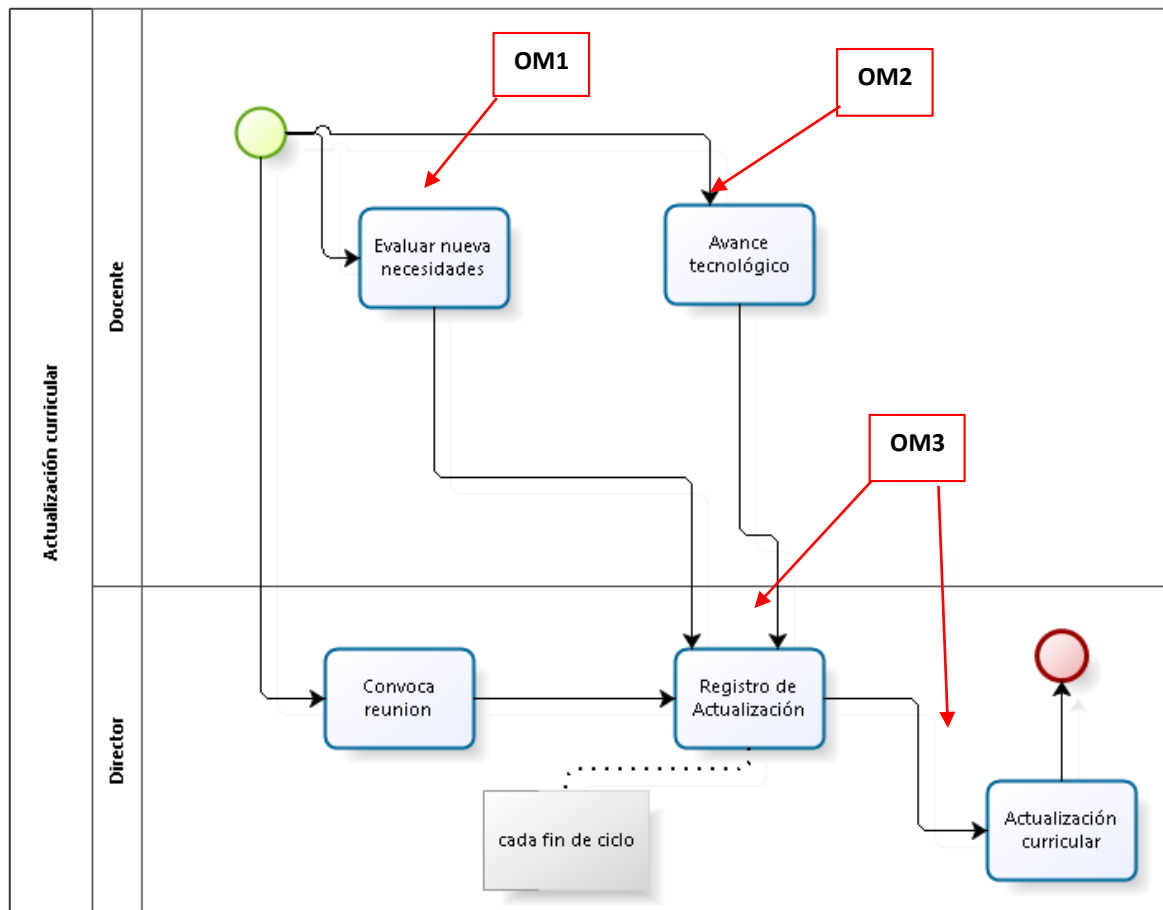 OM1
OM2
Evaluar nueva
necesidades
Avance
tecnológico
Docente
Actualización curricular
OM3
Convoca
reunion
Registro de
Actualización
Director
cada fin de ciclo
Actualización
curricular